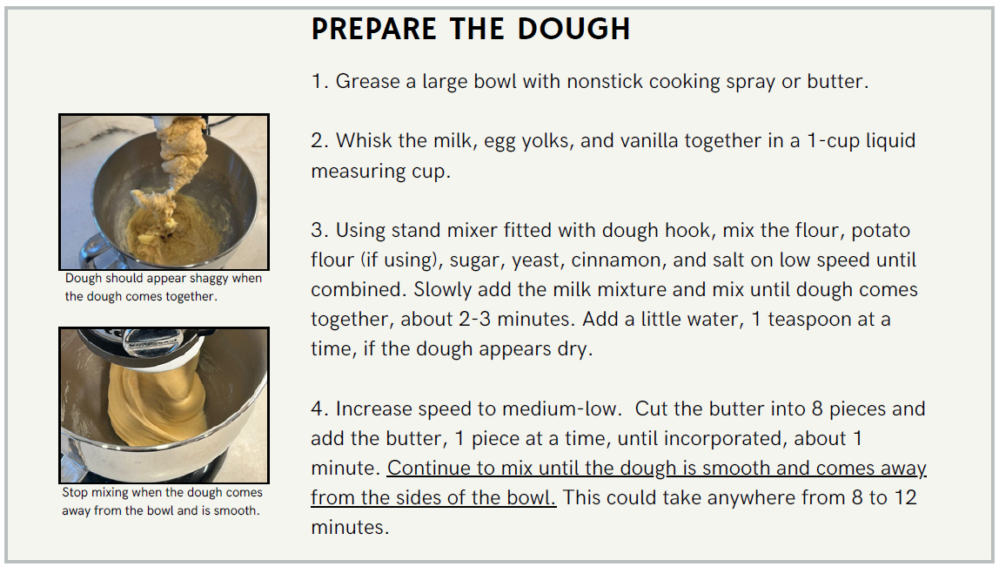 PREPARE THE DOUGH
1. Grease a large bowl with nonstick cooking spray or butter.
2. Whisk the milk, egg yolks, and vanilla together in a 1-cup liquid
measuring cup.
3. Using stand mixer fitted with dough hook, mix the flour, potato
flour (if using), sugar, yeast, cinnamon, and salt on low speed until
combined. Slowly add the milk mixture and mix until dough comes
together, about 2-3 minutes. Add a little water, 1 teaspoon at a
time, if the dough appears dry.
4. Increase speed to medium-low.  Cut the butter into 8 pieces and
add the butter, 1 piece at a time, until incorporated, about 1
minute. Continue to mix until the dough is smooth and comes away
from the sides of the bowl. This could take anywhere from 8 to 12
minutes.
Dough should appear shaggy when
the dough comes together.
Stop mixing when the dough comes
away from the bowl and is smooth.